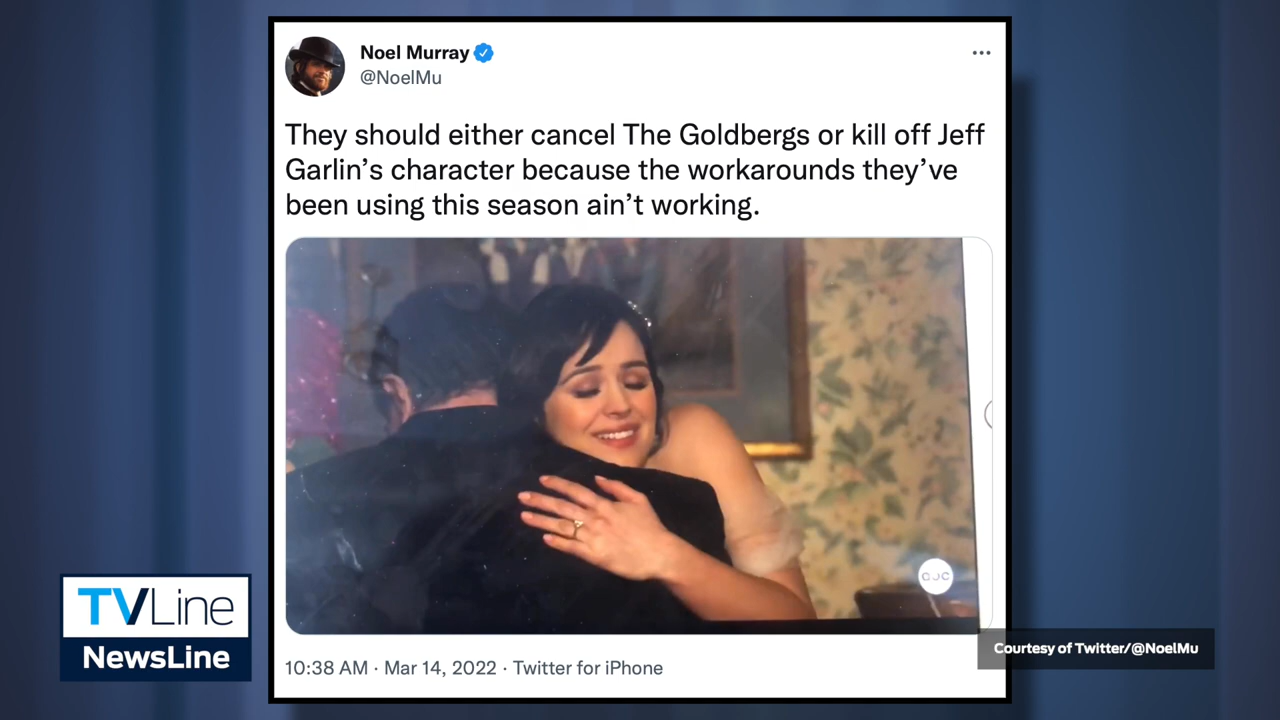 Noel Murray
@NoelMu
They should either cancel The Goldbergs or kill off Jeff
Garlin’s character because the workarounds they’ve
been using this season ain’t working.
abc
10:38 AM · Mar 14, 2022 · Twitter for iPhone
Courtesy of Twitter/@NoelMu
TVLine
NewsLine